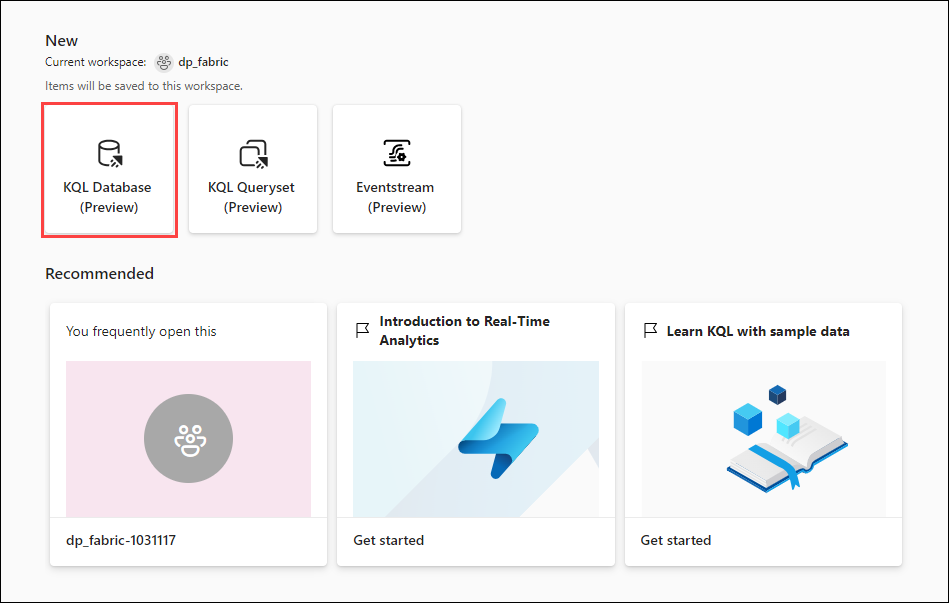 New
Current workspace: dp_fabric
Items will be saved to this workspace.
KQL Database
(Preview)
KQL Queryset
(Preview)
Eventstream
(Preview)
Recommended
You frequently open this
Introduction to Real-Time
Analytics
Learn KQL with sample data
dp_fabric-1031117
Get started
Get started